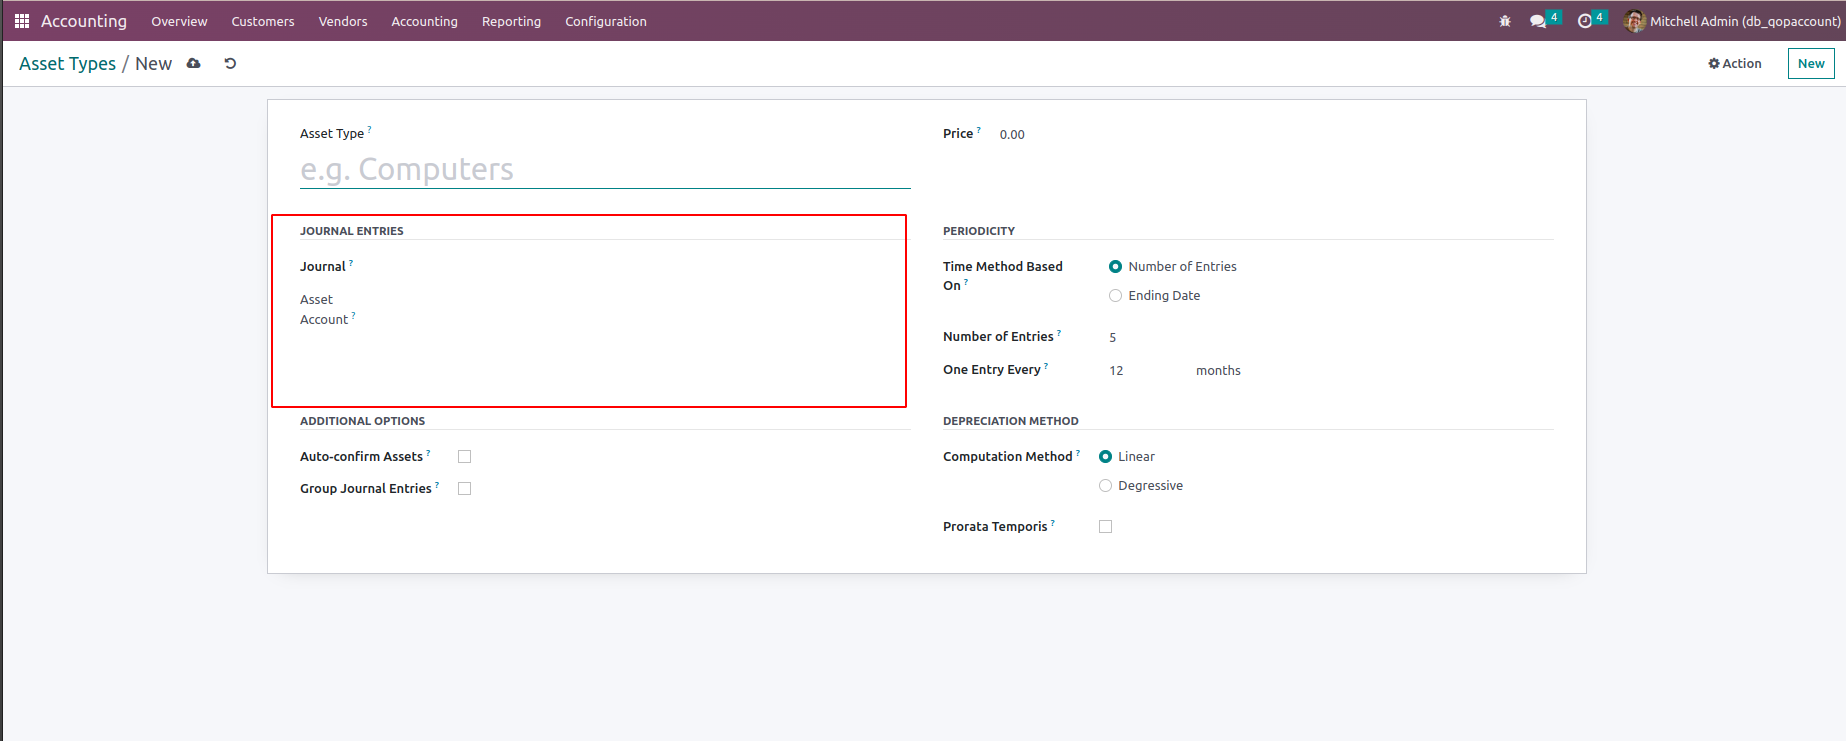 Accounting Overview Customers Vendors Accounting Reporting Configuration 4 4 Mitchell Admin (db_qopaccount)
Asset Types / New Action New
Asset Type ?
e.g. Computers
Price ? 0.00
JOURNAL ENTRIES
Journal ?
Asset
Account ?
PERIODICITY
Time Method Based
On ?
Number of Entries
Ending Date
Number of Entries ? 5
One Entry Every ? 12 months
ADDITIONAL OPTIONS
Auto-confirm Assets ?
Group Journal Entries ?
DEPRECIATION METHOD
Computation Method ? Linear
Degressive
Prorata Temporis ?